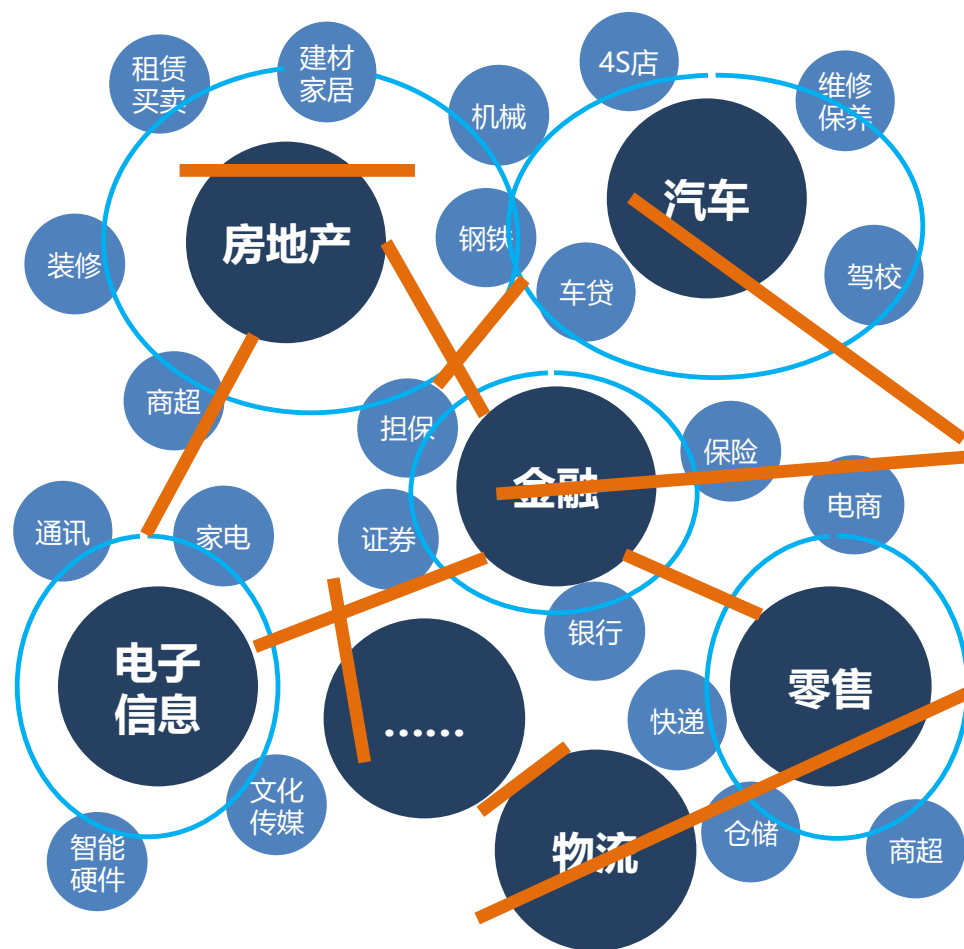 租赁
买卖
建材
家居
机械
4S店
维修
保养
房地产
汽车
装修
钢铁
车贷
驾校
商超
担保
保险
金融
电商
通讯
家电
证券
银行
电子
信息
……
零售
快递
文化
传媒
智能
硬件
物流
仓储
商超